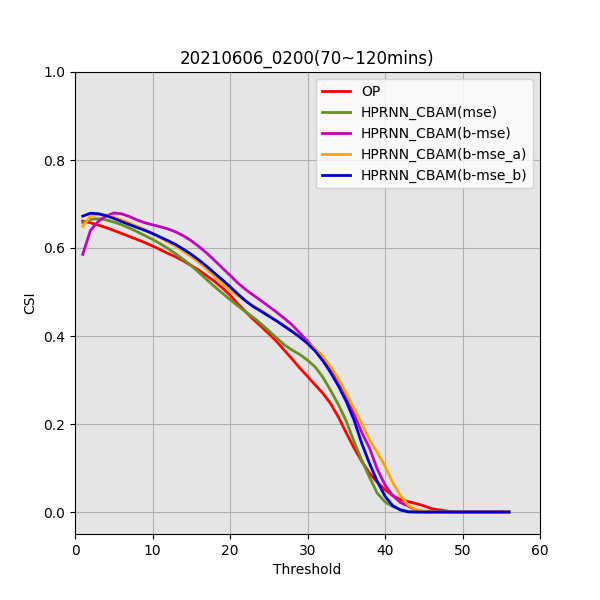 20210606_0200(70~120mins)
1.0
0.8
0.6
0.4
0.2
0.0
CSI
OP
HPRNN_CBAM(mse)
HPRNN_CBAM(b-mse)
HPRNN_CBAM(b-mse_a)
HPRNN_CBAM(b-mse_b)
0 10 20 30 40 50 60
Threshold